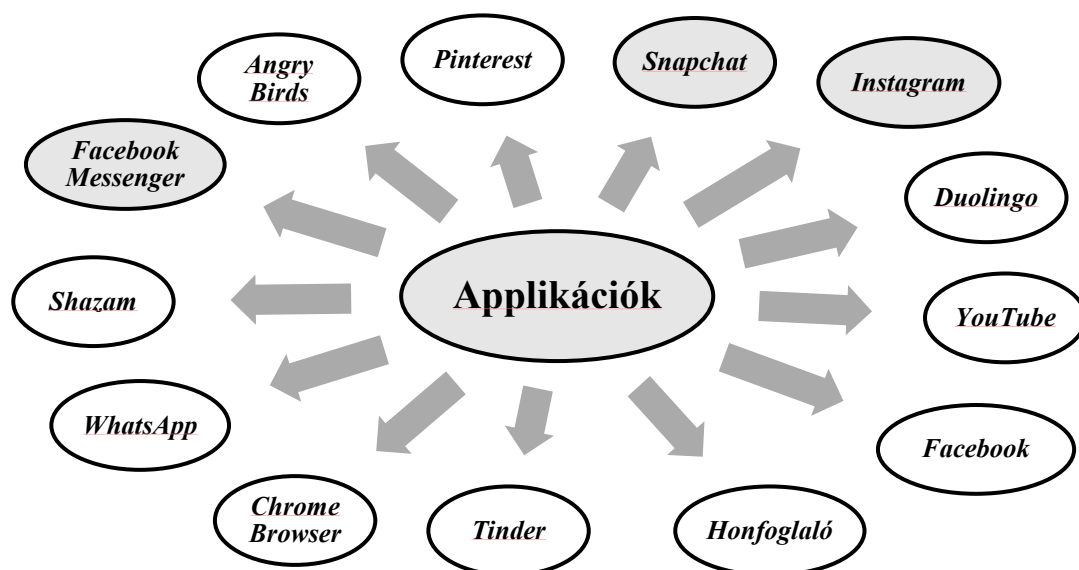 Pinterest
Snapchat
Angry
Birds
Instagram
Facebook
Messenger
Duolingo
Applikációk
Shazam
YouTube
WhatsApp
Facebook
Chrome
Browser
Tinder
Honfoglaló